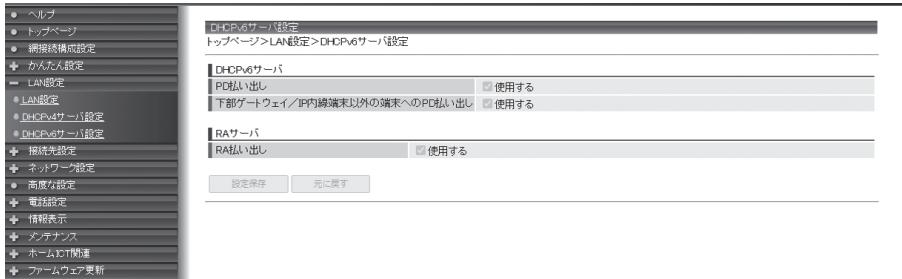 ヘルプ
トップページ
網接続構成設定
かんたん設定
LAN設定
LAN設定
DHCPv4サーバ設定
DHCPv6サーバ設定
接続先設定
ネットワーク設定
高度な設定
電話設定
情報表示
メンテナンス
ホームICT関連
ファームウェア更新
DHCPv6サーバ設定
トップページ>LAN設定>DHCPv6サーバ設定
DHCPv6サーバ
PD払い出し 使用する
下部ゲートウェイ/IP内線端末以外の端末へのPD払い出し 使用する
RAサーバ
RA払い出し 使用する
設定保存 元に戻す